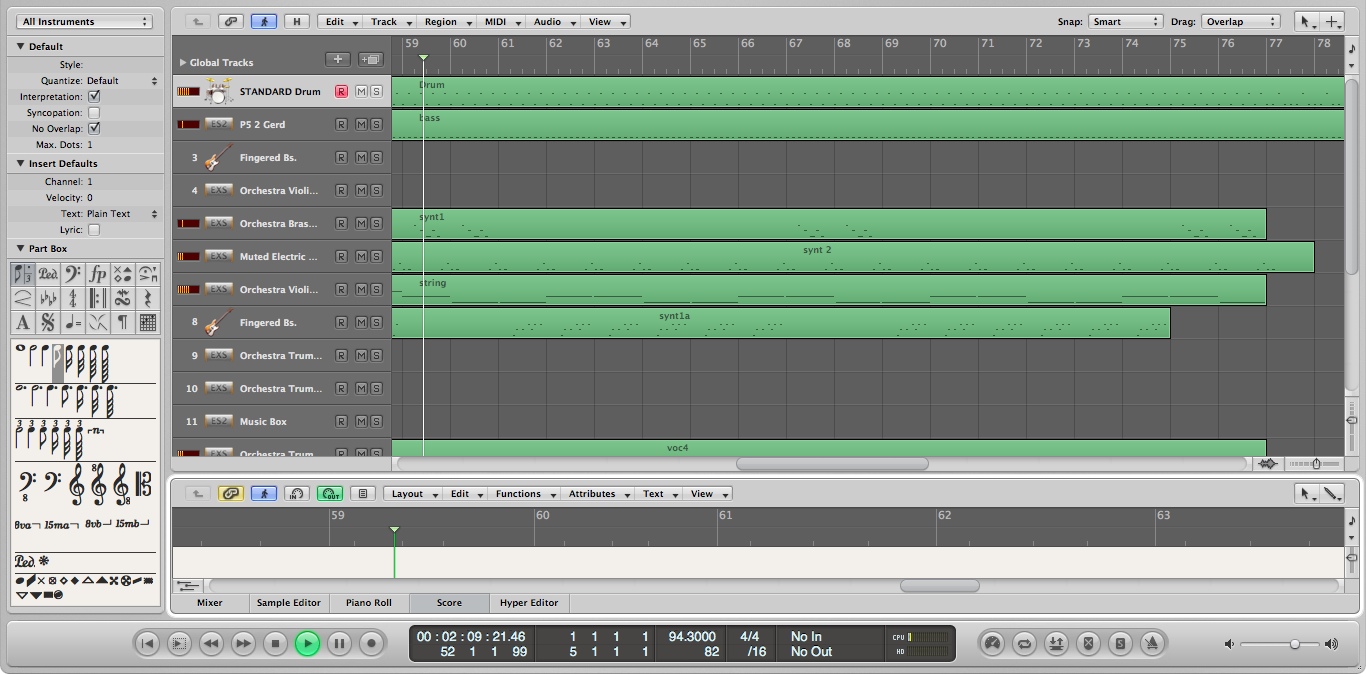 All Instruments
H Edit Track Region MIDI Audio View Snap: Smart Drag: Overlap
Default
Style:
Quantize: Default
Interpretation:
Syncopation:
No Overlap:
Max. Dots: 1
Insert Defaults
Channel: 1
Velocity: 0
Text: Plain Text
Lyric:
Part Box
8va 15ma 8vb 15mb
59 60 61 62 63 64 65 66 67 68 69 70 71 72 73 74 75 76 77 78
Global Tracks
STANDARD Drum R M S Drum
ES2 P5 2 Gerd R M S bass
3 Fingered Bs. R M S
4 EXS Orchestra Violi... R M S
EXS Orchestra Bras... R M S synt1
EXS Muted Electric ... R M S synt 2
EXS Orchestra Violi... R M S string
8 Fingered Bs. R M S synt1a
9 EXS Orchestra Trum... R M S
10 EXS Orchestra Trum... R M S
11 ES2 Music Box R M S
EXS Orchestra Trum... R M S voc4
IN OUT Layout Edit Functions Attributes Text View
59 60 61 62 63
Mixer Sample Editor Piano Roll Score Hyper Editor
00 : 02 : 09 : 21.46 1 1 1 1 94.3000 4/4 No In CPU
52 1 1 99 5 1 1 1 82 /16 No Out HD
S